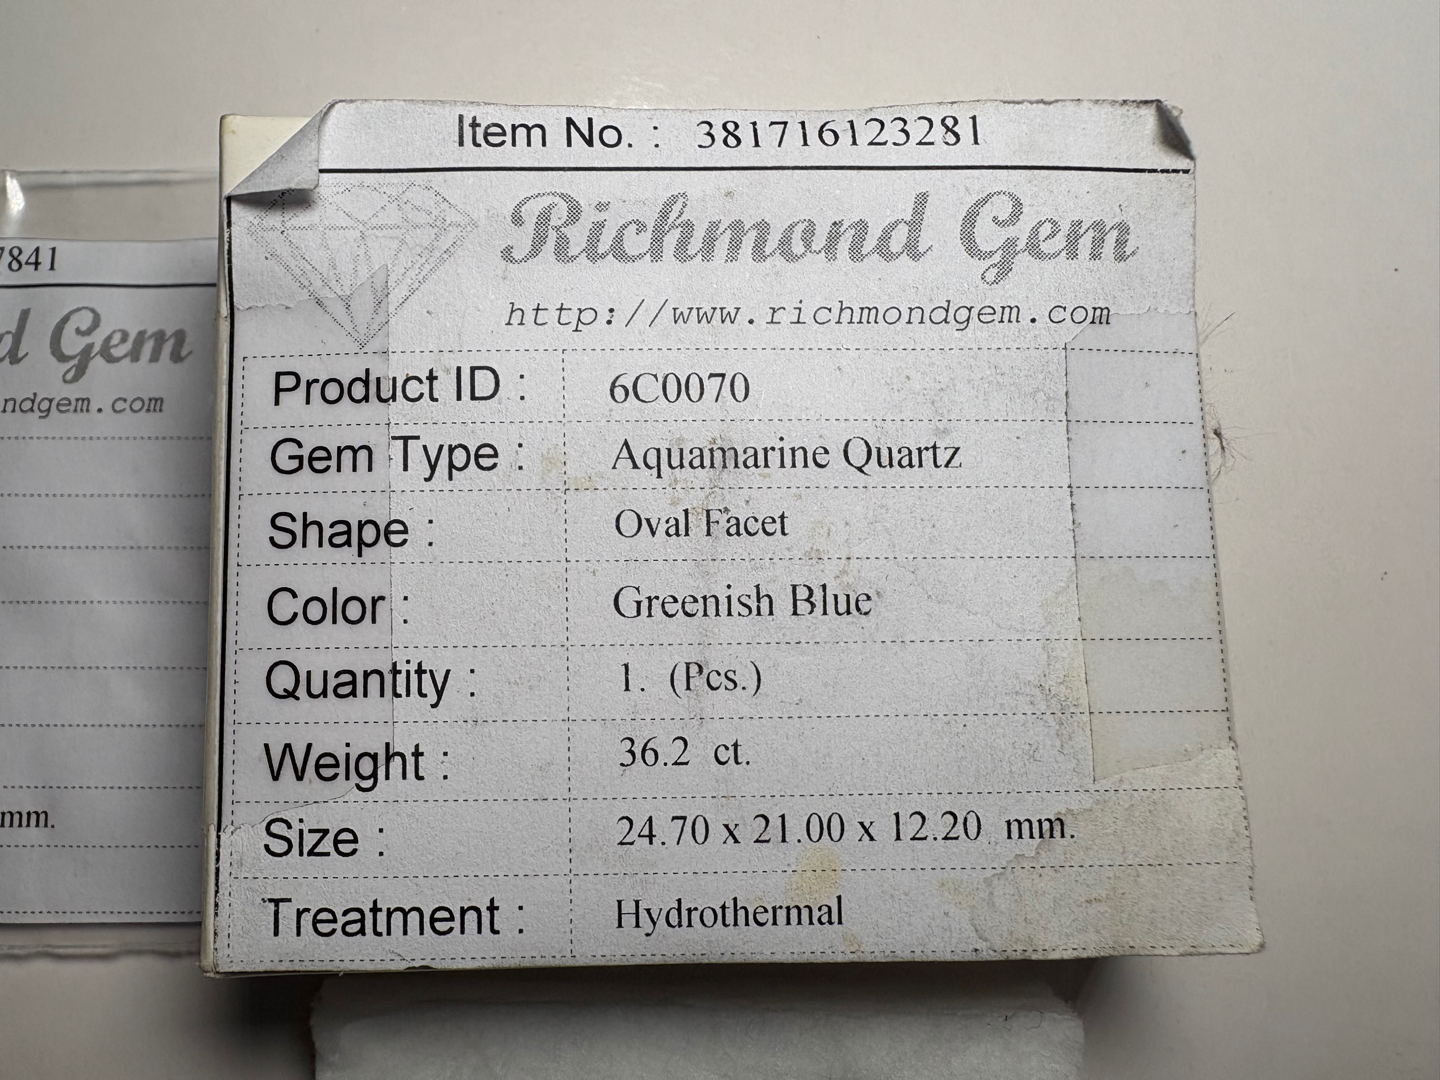 Item No. : 381716123281
Richmond Gem
http://www.richmondgem.com
Product ID : 6C0070
Gem Type : Aquamarine Quartz
Shape : Oval Facet
Color : Greenish Blue
Quantity : 1. (Pcs.)
Weight : 36.2 ct.
Size : 24.70 x 21.00 x 12.20 mm.
Treatment : Hydrothermal
7841
d Gem
ndgem.com
mm.